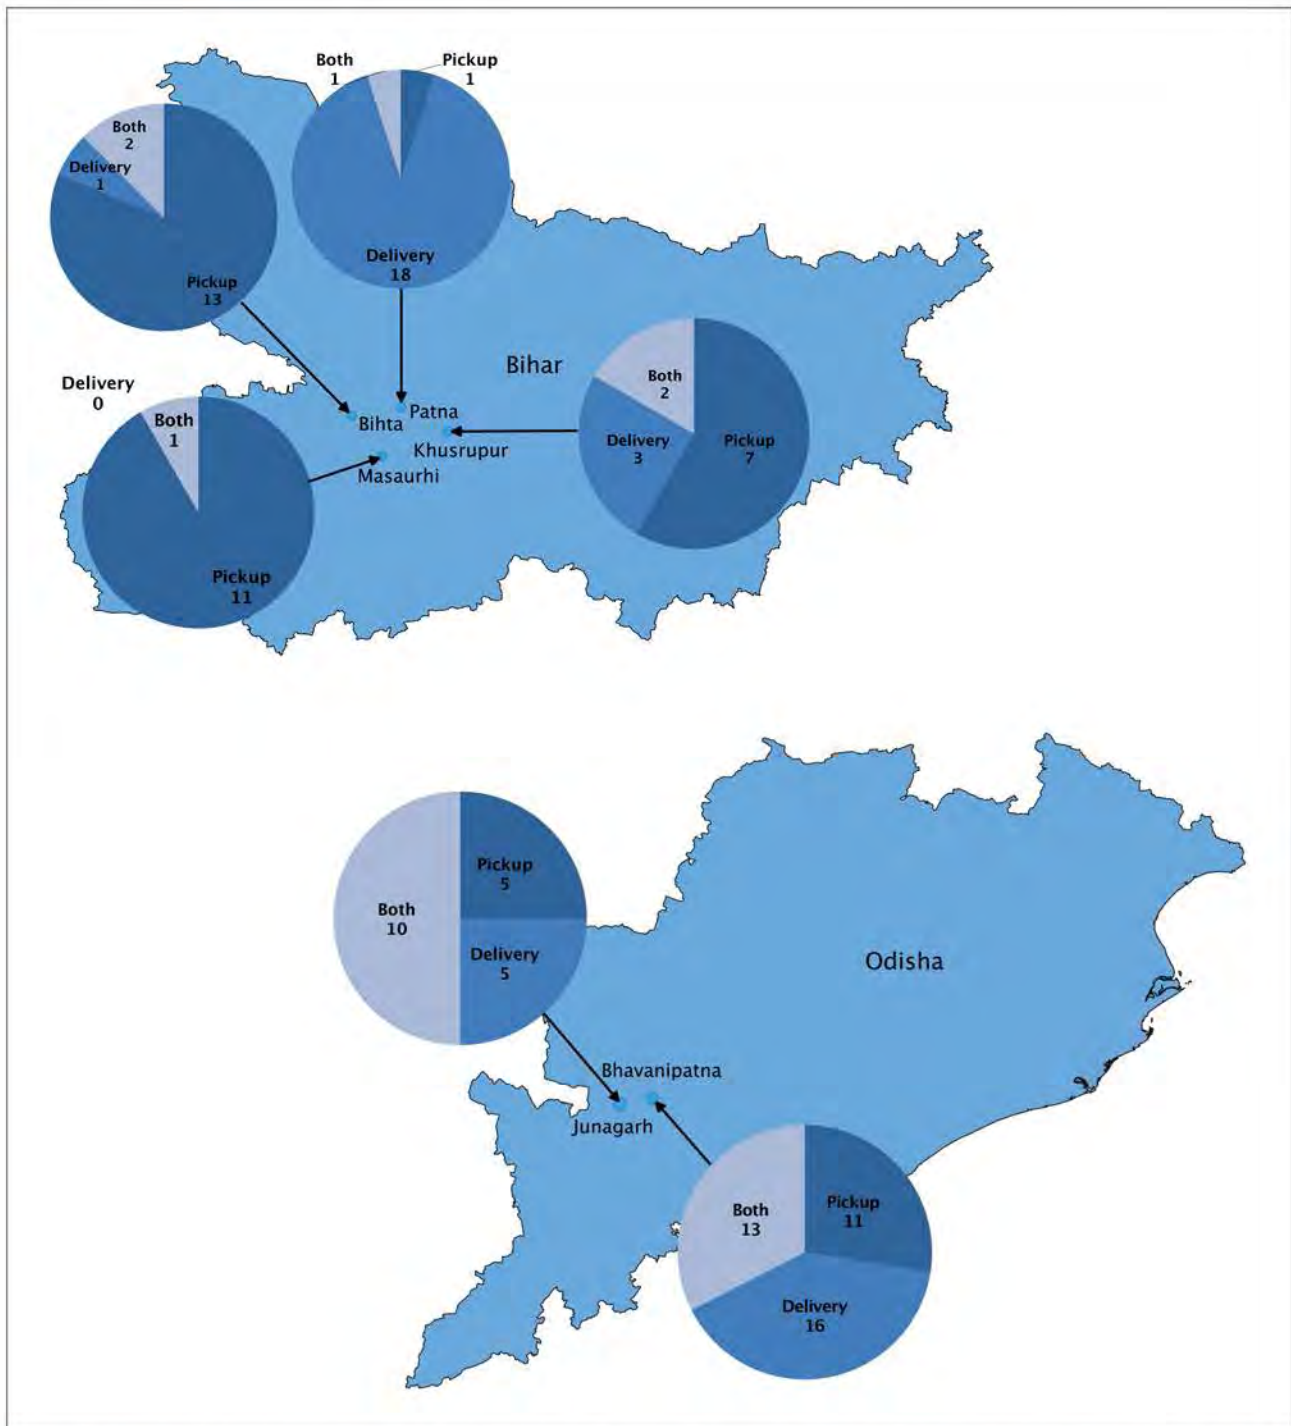 Both
1
Pickup
1
Both
2
Delivery
1
Pickup
13
Delivery
18
Bihar
Both
2
Delivery
3
Pickup
7
Delivery
0
Both
1
Pickup
11
Patna
Bihta
Khusrupur
Masaurhi
Pickup
5
Both
10
Delivery
5
Odisha
Bhavanipatna
Junagarh
Both
13
Pickup
11
Delivery
16